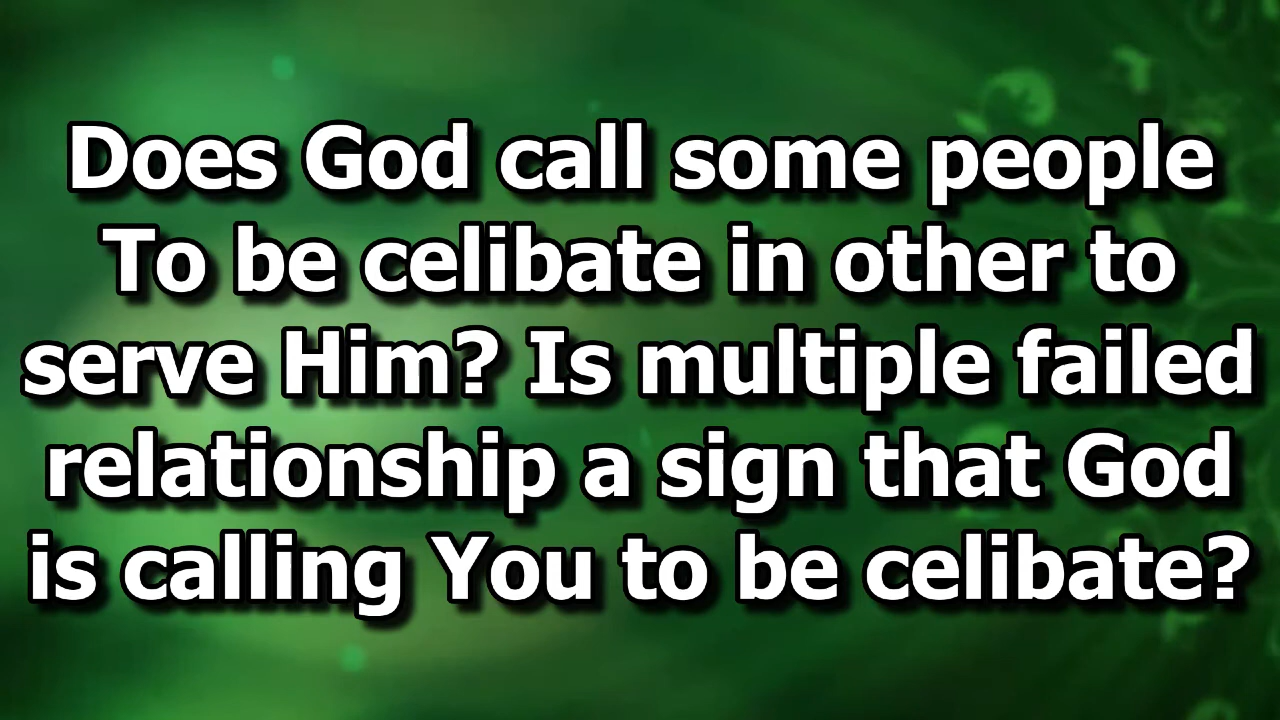 Does God call some people
To be celibate in other to
serve Him? Is multiple failed
relationship a sign that God
is calling You to be celibate?